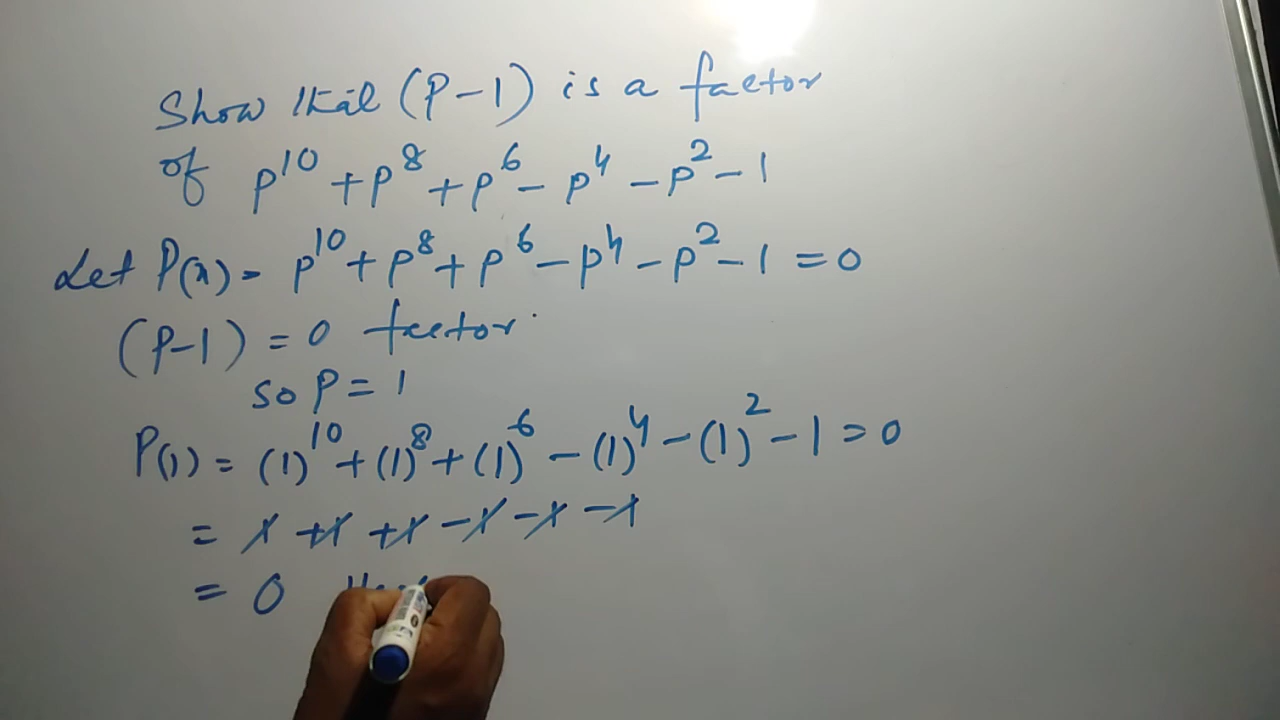 Show that (P-1) is a factor
of p¹⁰ + p⁸ + p⁶ - p⁴ - p² - 1
Let P(x) = p¹⁰ + p⁸ + p⁶ - p⁴ - p² - 1 = 0
(P-1) = 0 factor
so P = 1
P(1) = (1)¹⁰ + (1)⁸ + (1)⁶ - (1)⁴ - (1)² - 1 = 0
= 1 + 1 + 1 - 1 - 1 - 1
= 0